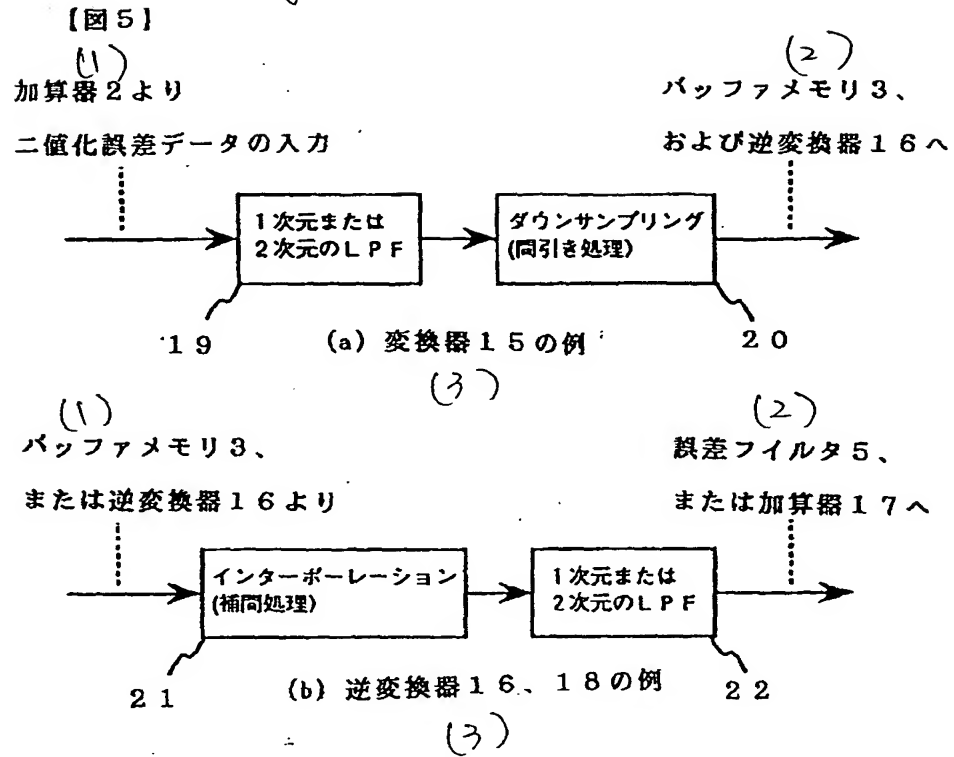 【図5】
(1)
加算器2より
二値化誤差データの入力
(2)
バッファメモリ3、
および逆変換器16へ
1次元または
2次元のLPF
ダウンサンプリング
(間引き処理)
19
20
(a) 変換器15の例
(3)
(1)
バッファメモリ3、
または逆変換器16より
(2)
誤差フイルタ5、
または加算器17へ
インターポーレーション
(補間処理)
1次元または
2次元のLPF
21
22
(b) 逆変換器16、18の例
(3)